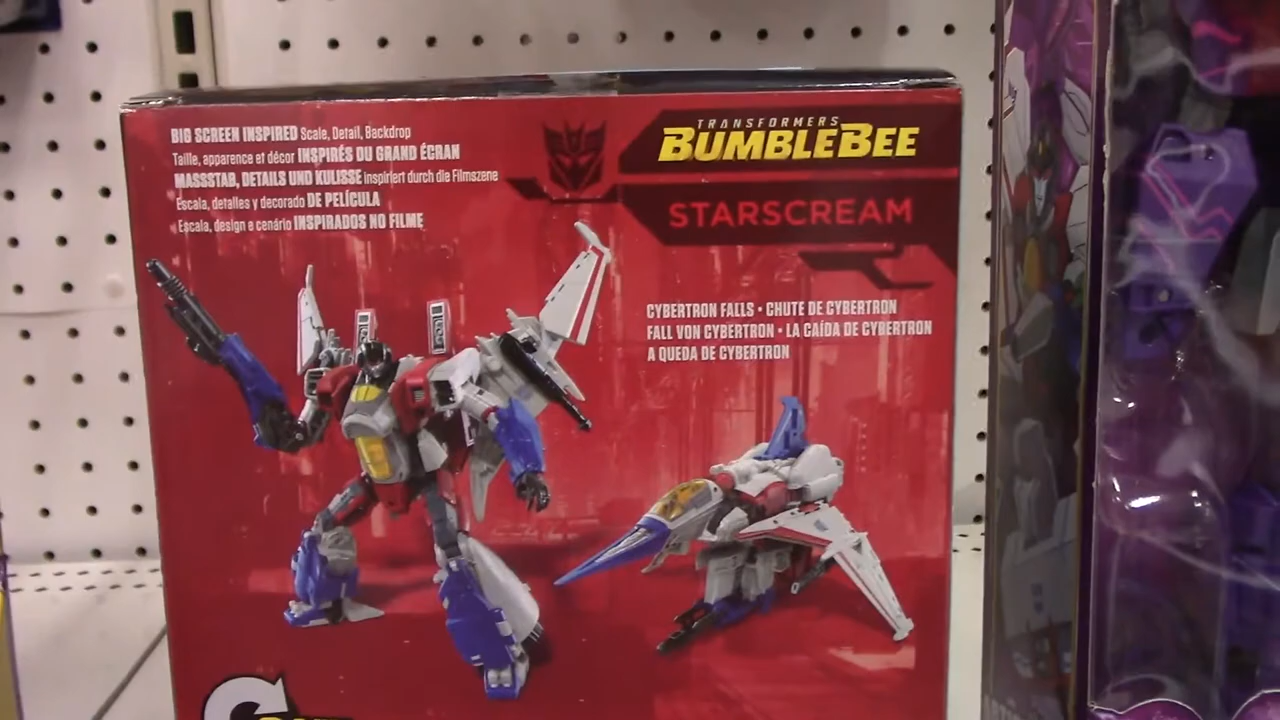 BIG SCREEN INSPIRED Scale, Detail, Backdrop
Taille, apparence et décor INSPIRÉS DU GRAND ÉCRAN
MASSSTAB, DETAILS UND KULISSE inspiriert durch die Filmszene
Escala, detalles y decorado DE PELÍCULA
Escala, design e cenário INSPIRADOS NO FILME
TRANSFORMERS
BUMBLEBEE
STARSCREAM
CYBERTRON FALLS • CHUTE DE CYBERTRON
FALL VON CYBERTRON • LA CAÍDA DE CYBERTRON
A QUEDA DE CYBERTRON